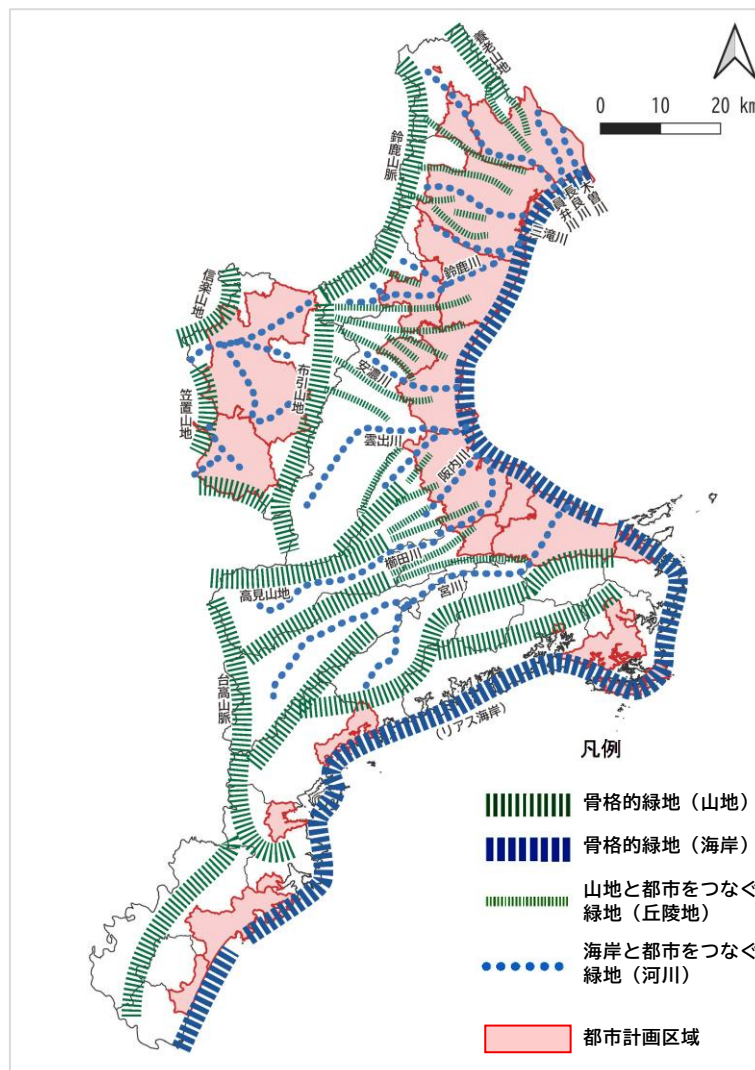 養老山地
0 10 20 km
鈴鹿山脈
木曽川
長良川
員弁川
三滝川
鈴鹿川
信楽山地
布引山地
安濃川
笠置山地
雲出川
阪内川
櫛田川
高見山地
宮川
台高山脈
(リアス海岸)
凡例
骨格的緑地（山地）
骨格的緑地（海岸）
山地と都市をつなぐ
緑地（丘陵地）
海岸と都市をつなぐ
緑地（河川）
都市計画区域